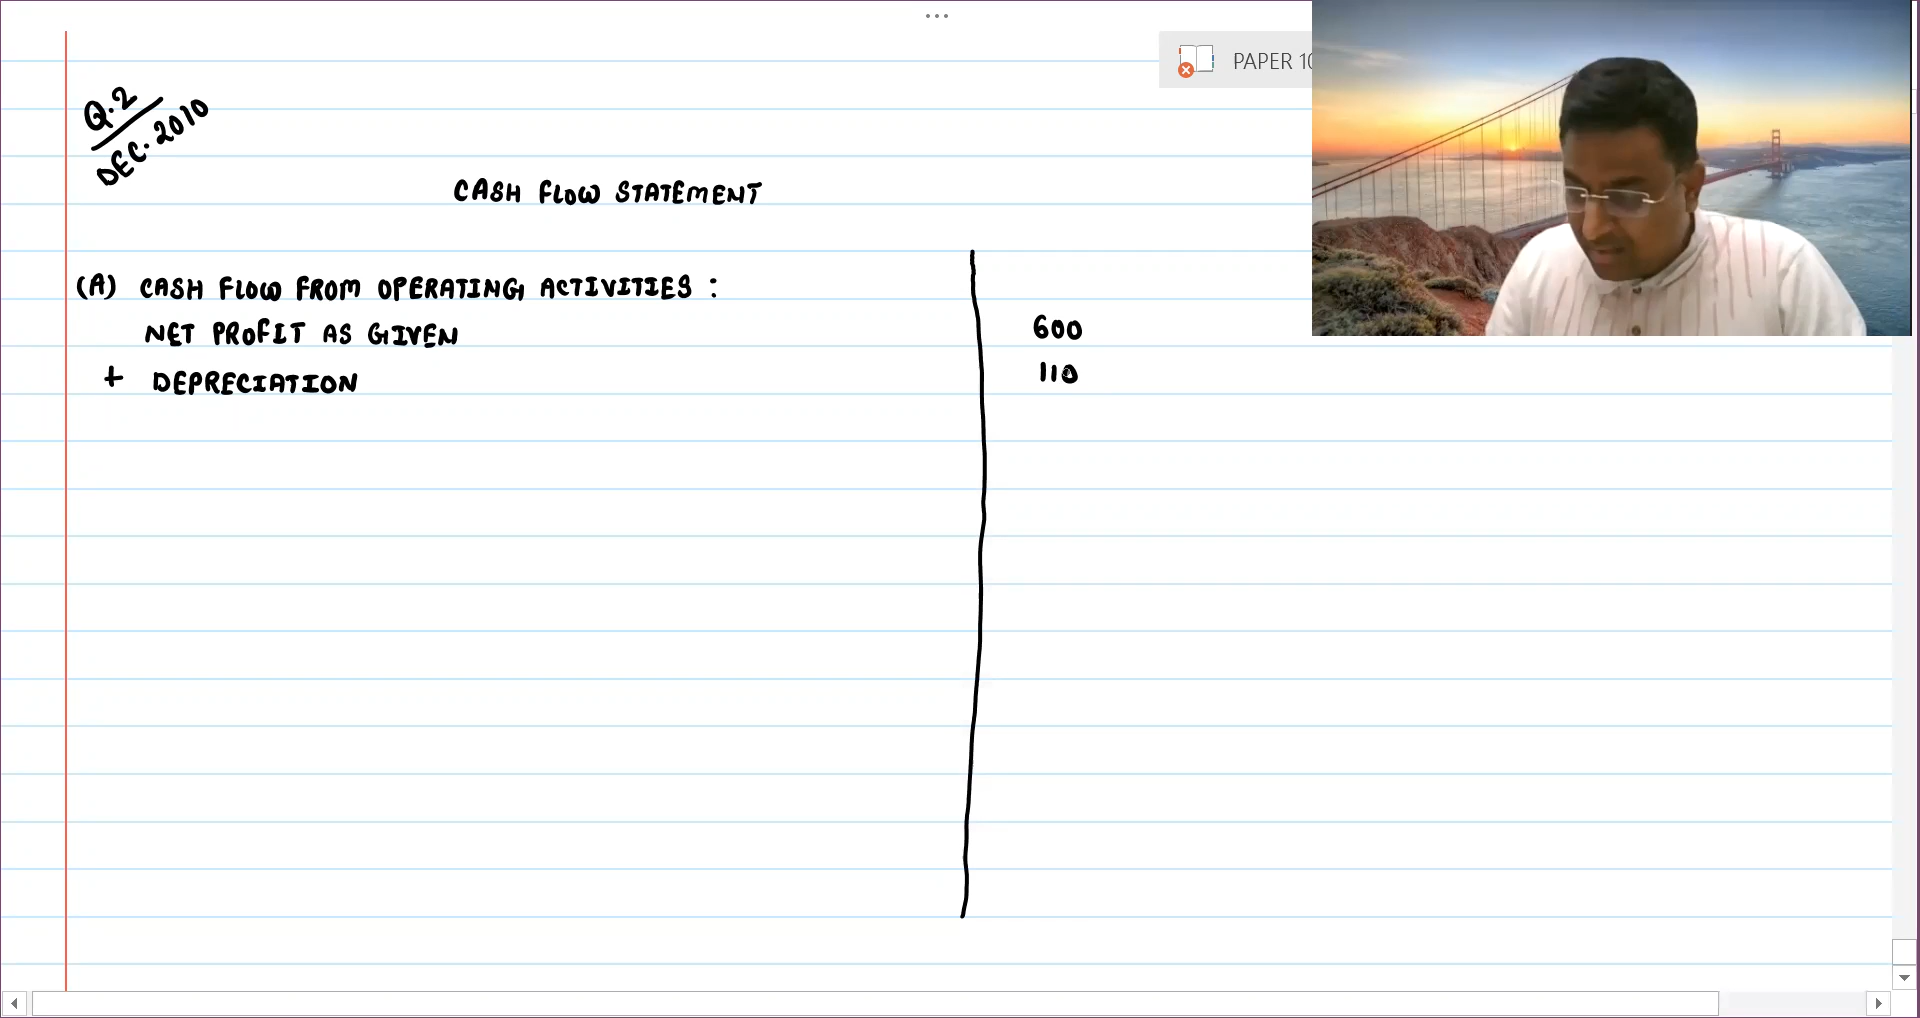 PAPER 10
Q.2
DEC. 2010
CASH FLOW STATEMENT
(A) CASH FLOW FROM OPERATING ACTIVITIES :
NET PROFIT AS GIVEN 600
+ DEPRECIATION 110